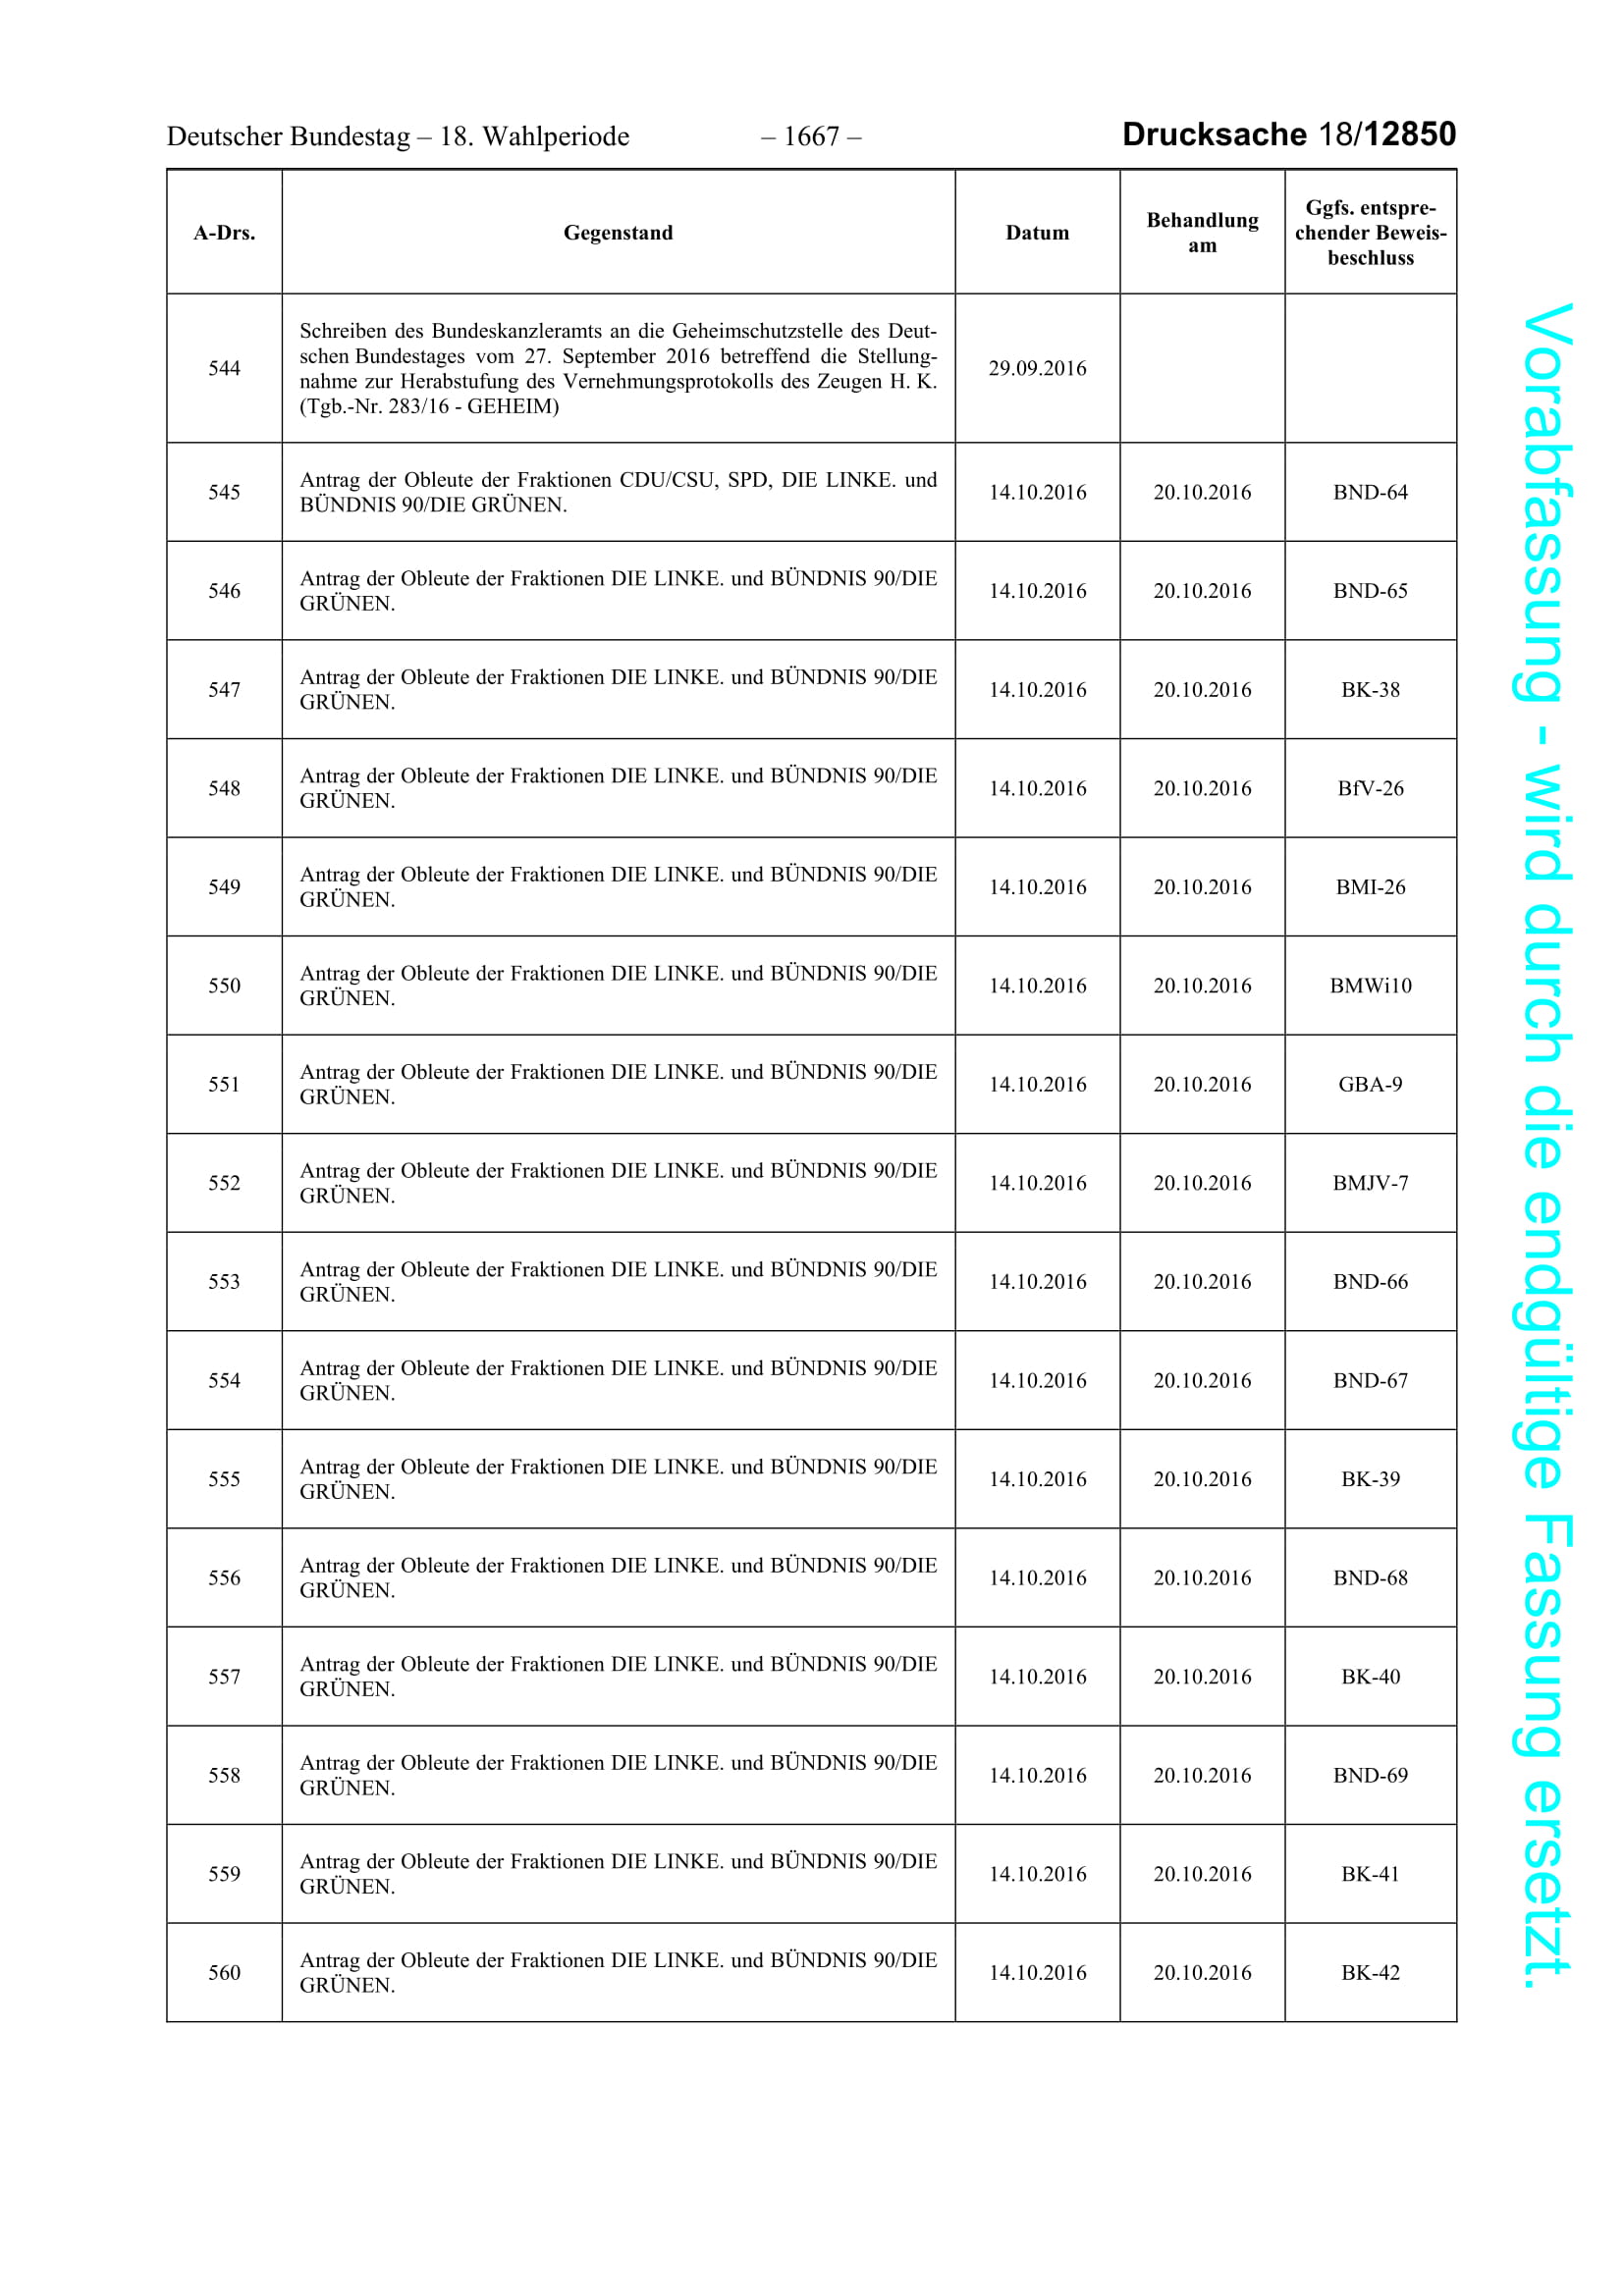 Deutscher Bundestag – 18. Wahlperiode – 1667 – Drucksache 18/12850
A-Drs. Gegenstand Datum Behandlung am Ggfs. entspre-
chender Beweis-
beschluss
544 Schreiben des Bundeskanzleramts an die Geheimschutzstelle des Deut-
schen Bundestages vom 27. September 2016 betreffend die Stellung-
nahme zur Herabstufung des Vernehmungsprotokolls des Zeugen H. K.
(Tgb.-Nr. 283/16 - GEHEIM) 29.09.2016
545 Antrag der Obleute der Fraktionen CDU/CSU, SPD, DIE LINKE. und
BÜNDNIS 90/DIE GRÜNEN. 14.10.2016 20.10.2016 BND-64
546 Antrag der Obleute der Fraktionen DIE LINKE. und BÜNDNIS 90/DIE
GRÜNEN. 14.10.2016 20.10.2016 BND-65
547 Antrag der Obleute der Fraktionen DIE LINKE. und BÜNDNIS 90/DIE
GRÜNEN. 14.10.2016 20.10.2016 BK-38
548 Antrag der Obleute der Fraktionen DIE LINKE. und BÜNDNIS 90/DIE
GRÜNEN. 14.10.2016 20.10.2016 BfV-26
549 Antrag der Obleute der Fraktionen DIE LINKE. und BÜNDNIS 90/DIE
GRÜNEN. 14.10.2016 20.10.2016 BMI-26
550 Antrag der Obleute der Fraktionen DIE LINKE. und BÜNDNIS 90/DIE
GRÜNEN. 14.10.2016 20.10.2016 BMWi10
551 Antrag der Obleute der Fraktionen DIE LINKE. und BÜNDNIS 90/DIE
GRÜNEN. 14.10.2016 20.10.2016 GBA-9
552 Antrag der Obleute der Fraktionen DIE LINKE. und BÜNDNIS 90/DIE
GRÜNEN. 14.10.2016 20.10.2016 BMJV-7
553 Antrag der Obleute der Fraktionen DIE LINKE. und BÜNDNIS 90/DIE
GRÜNEN. 14.10.2016 20.10.2016 BND-66
554 Antrag der Obleute der Fraktionen DIE LINKE. und BÜNDNIS 90/DIE
GRÜNEN. 14.10.2016 20.10.2016 BND-67
555 Antrag der Obleute der Fraktionen DIE LINKE. und BÜNDNIS 90/DIE
GRÜNEN. 14.10.2016 20.10.2016 BK-39
556 Antrag der Obleute der Fraktionen DIE LINKE. und BÜNDNIS 90/DIE
GRÜNEN. 14.10.2016 20.10.2016 BND-68
557 Antrag der Obleute der Fraktionen DIE LINKE. und BÜNDNIS 90/DIE
GRÜNEN. 14.10.2016 20.10.2016 BK-40
558 Antrag der Obleute der Fraktionen DIE LINKE. und BÜNDNIS 90/DIE
GRÜNEN. 14.10.2016 20.10.2016 BND-69
559 Antrag der Obleute der Fraktionen DIE LINKE. und BÜNDNIS 90/DIE
GRÜNEN. 14.10.2016 20.10.2016 BK-41
560 Antrag der Obleute der Fraktionen DIE LINKE. und BÜNDNIS 90/DIE
GRÜNEN. 14.10.2016 20.10.2016 BK-42
Vorabfassung - wird durch die endgültige Fassung ersetzt.